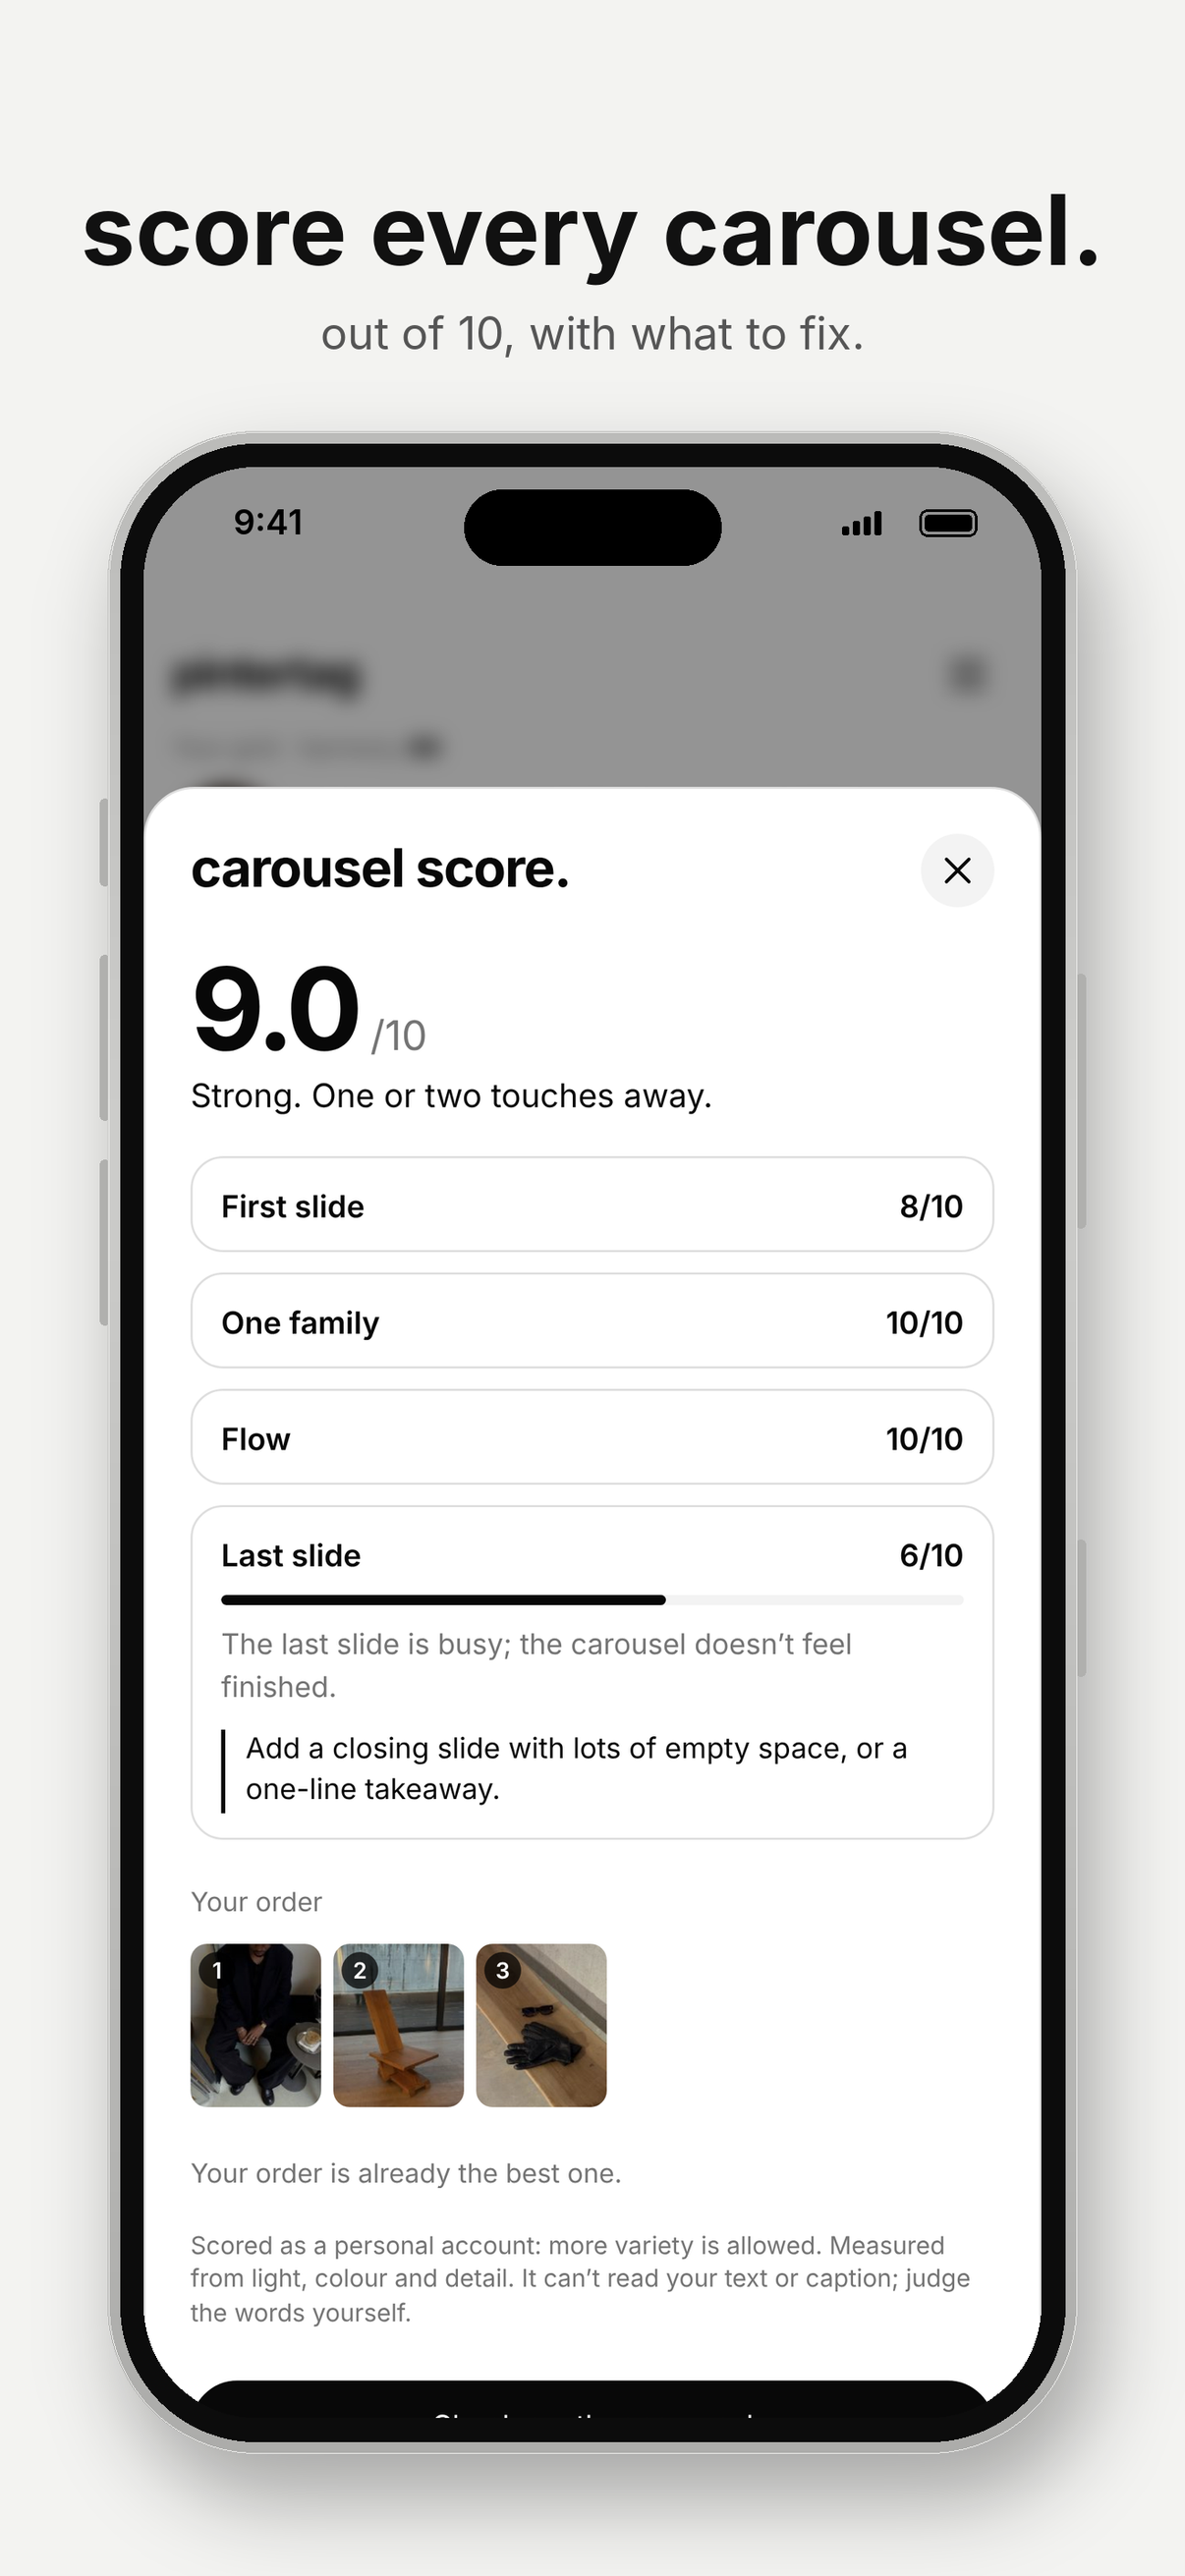 score every carousel.
out of 10, with what to fix.
9:41
pintertag
carousel score.
9.0 /10
Strong. One or two touches away.
First slide 8/10
One family 10/10
Flow 10/10
Last slide 6/10
The last slide is busy; the carousel doesn’t feel
finished.
Add a closing slide with lots of empty space, or a
one-line takeaway.
Your order
1 2 3
Your order is already the best one.
Scored as a personal account: more variety is allowed. Measured
from light, colour and detail. It can’t read your text or caption; judge
the words yourself.